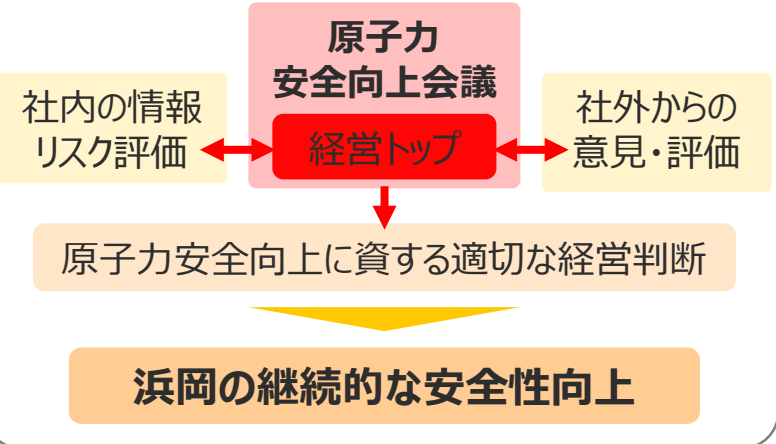 原子力
安全向上会議
経営トップ
社内の情報
リスク評価
社外からの
意見・評価
原子力安全向上に資する適切な経営判断
浜岡の継続的な安全性向上